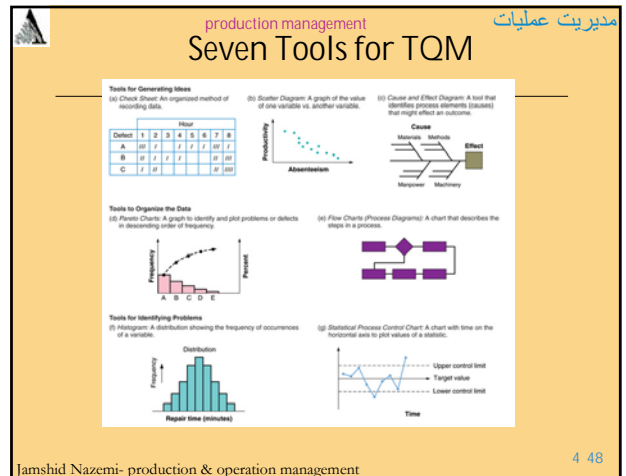 production management
مديريت عمليات
Seven Tools for TQM
Tools for Generating Ideas
(a) Check Sheet: An organized method of
recording data.
Hour
Defect 1 2 3 4 5 6 7 8
A /// / / / / /// /
B // / / / // ///
C / // // ////
(b) Scatter Diagram: A graph of the value
of one variable vs. another variable.
Productivity
Absenteeism
(c) Cause and Effect Diagram: A tool that
identifies process elements (causes)
that might effect an outcome.
Cause
Materials Methods
Effect
Manpower Machinery
Tools to Organize the Data
(d) Pareto Charts: A graph to identify and plot problems or defects
in descending order of frequency.
Frequency
Percent
A B C D E
(e) Flow Charts (Process Diagrams): A chart that describes the
steps in a process.
Tools for Identifying Problems
(f) Histogram: A distribution showing the frequency of occurrences
of a variable.
Distribution
Frequency
Repair time (minutes)
(g) Statistical Process Control Chart: A chart with time on the
horizontal axis to plot values of a statistic.
Upper control limit
Target value
Lower control limit
Time
4 48
Jamshid Nazemi- production & operation management